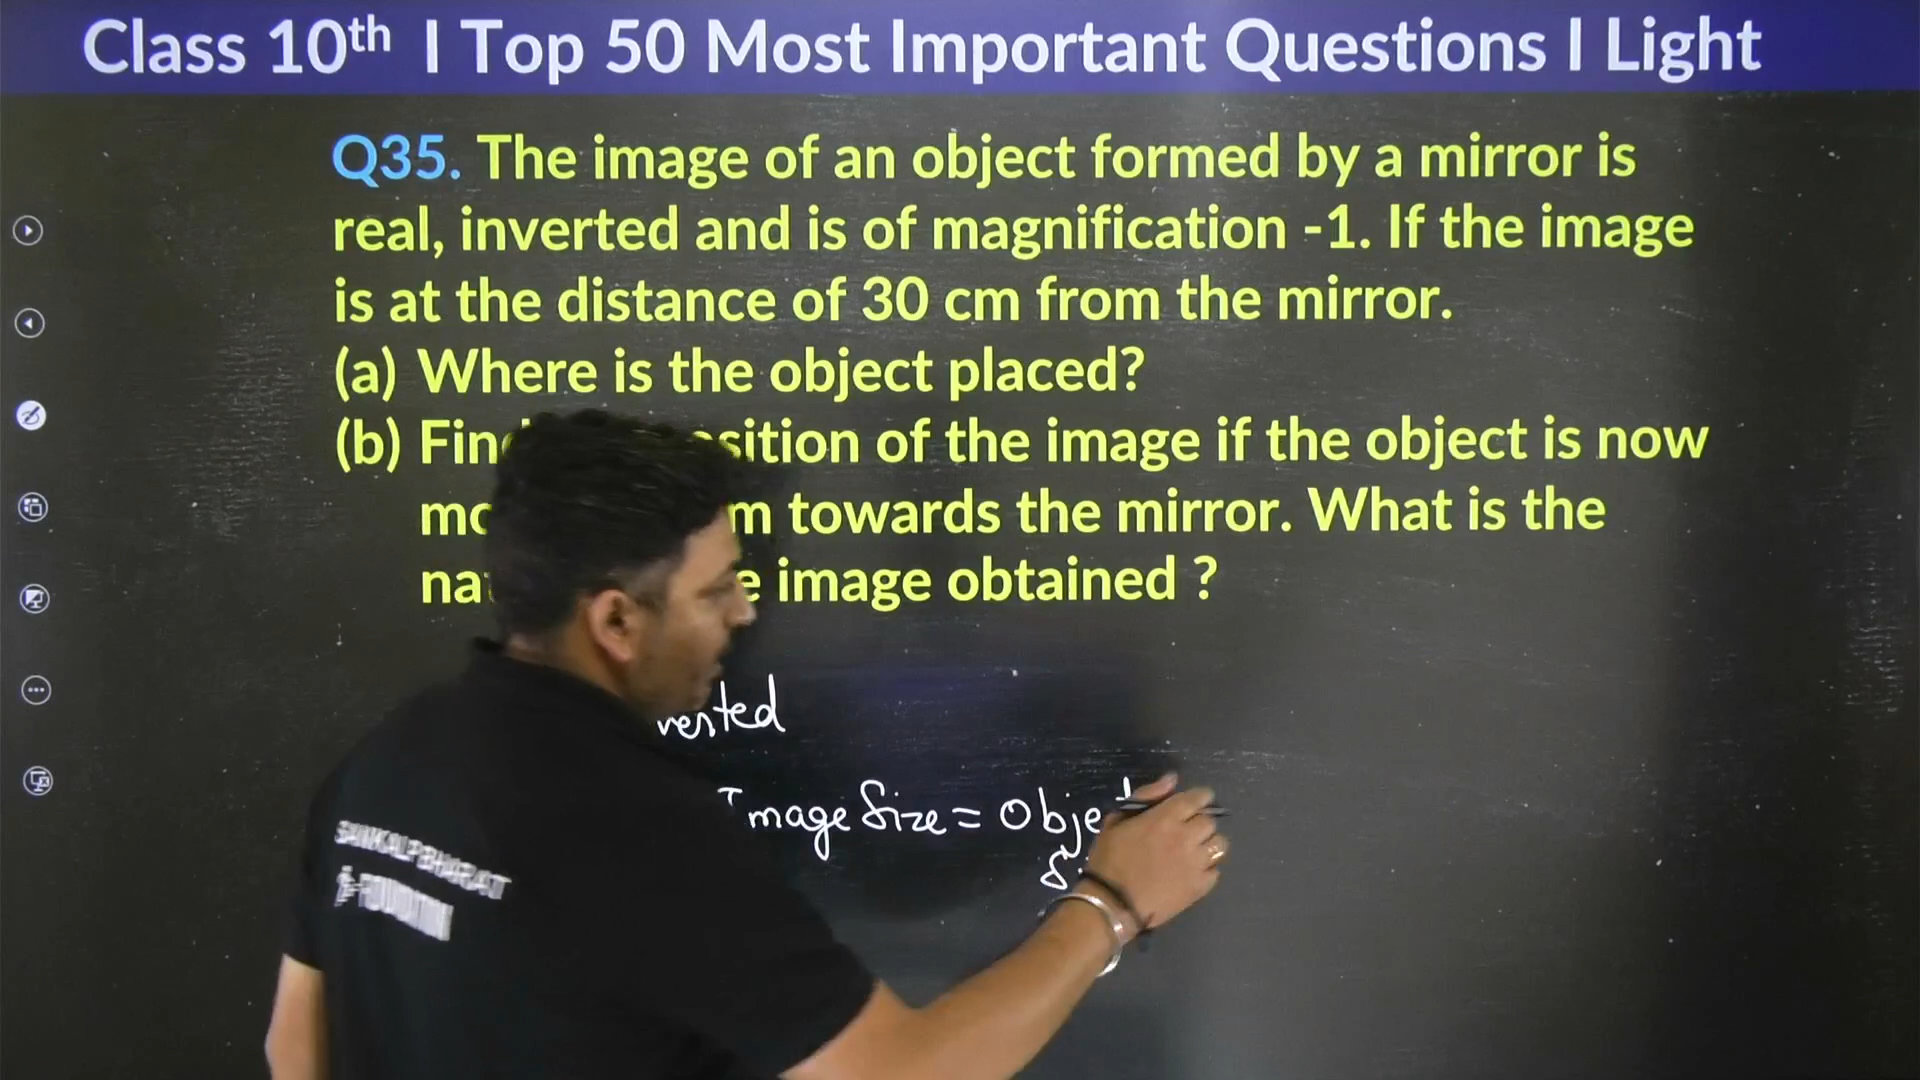 Class 10th I Top 50 Most Important Questions I Light
Q35. The image of an object formed by a mirror is
real, inverted and is of magnification -1. If the image
is at the distance of 30 cm from the mirror.
(a) Where is the object placed?
(b) Fin sition of the image if the object is now
m towards the mirror. What is the
e image obtained ?
verted
Image Size = Obje
SANKALP BHARAT